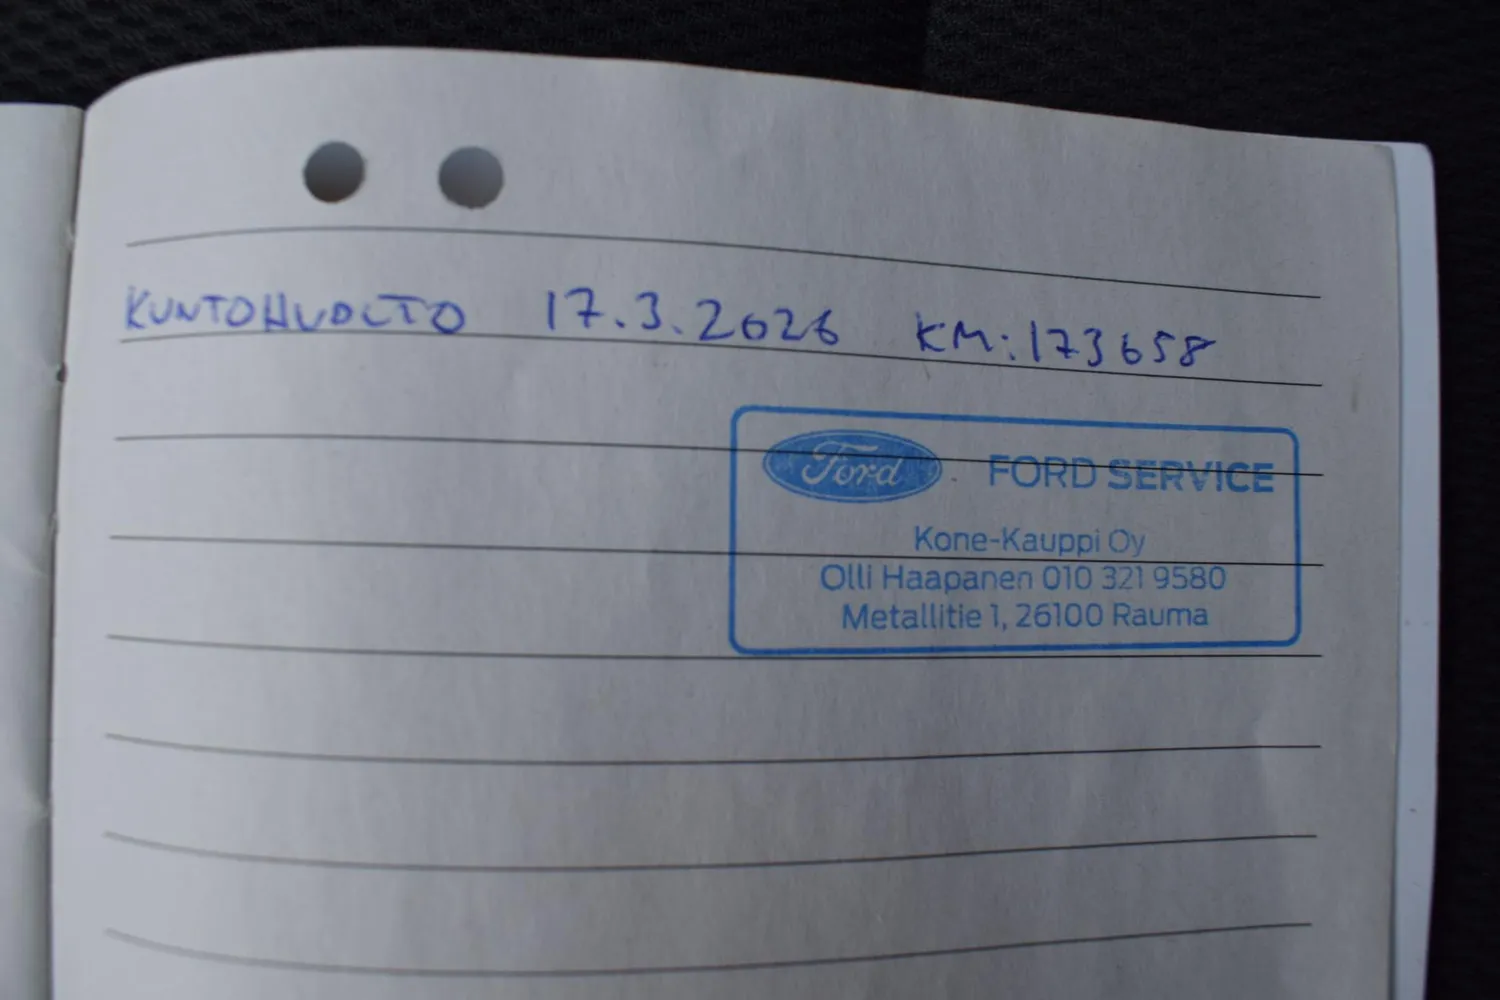 KUNTOHUOLTO 17.3.2026 KM:173658
Ford FORD SERVICE
Kone-Kauppi Oy
Olli Haapanen 010 321 9580
Metallitie 1, 26100 Rauma